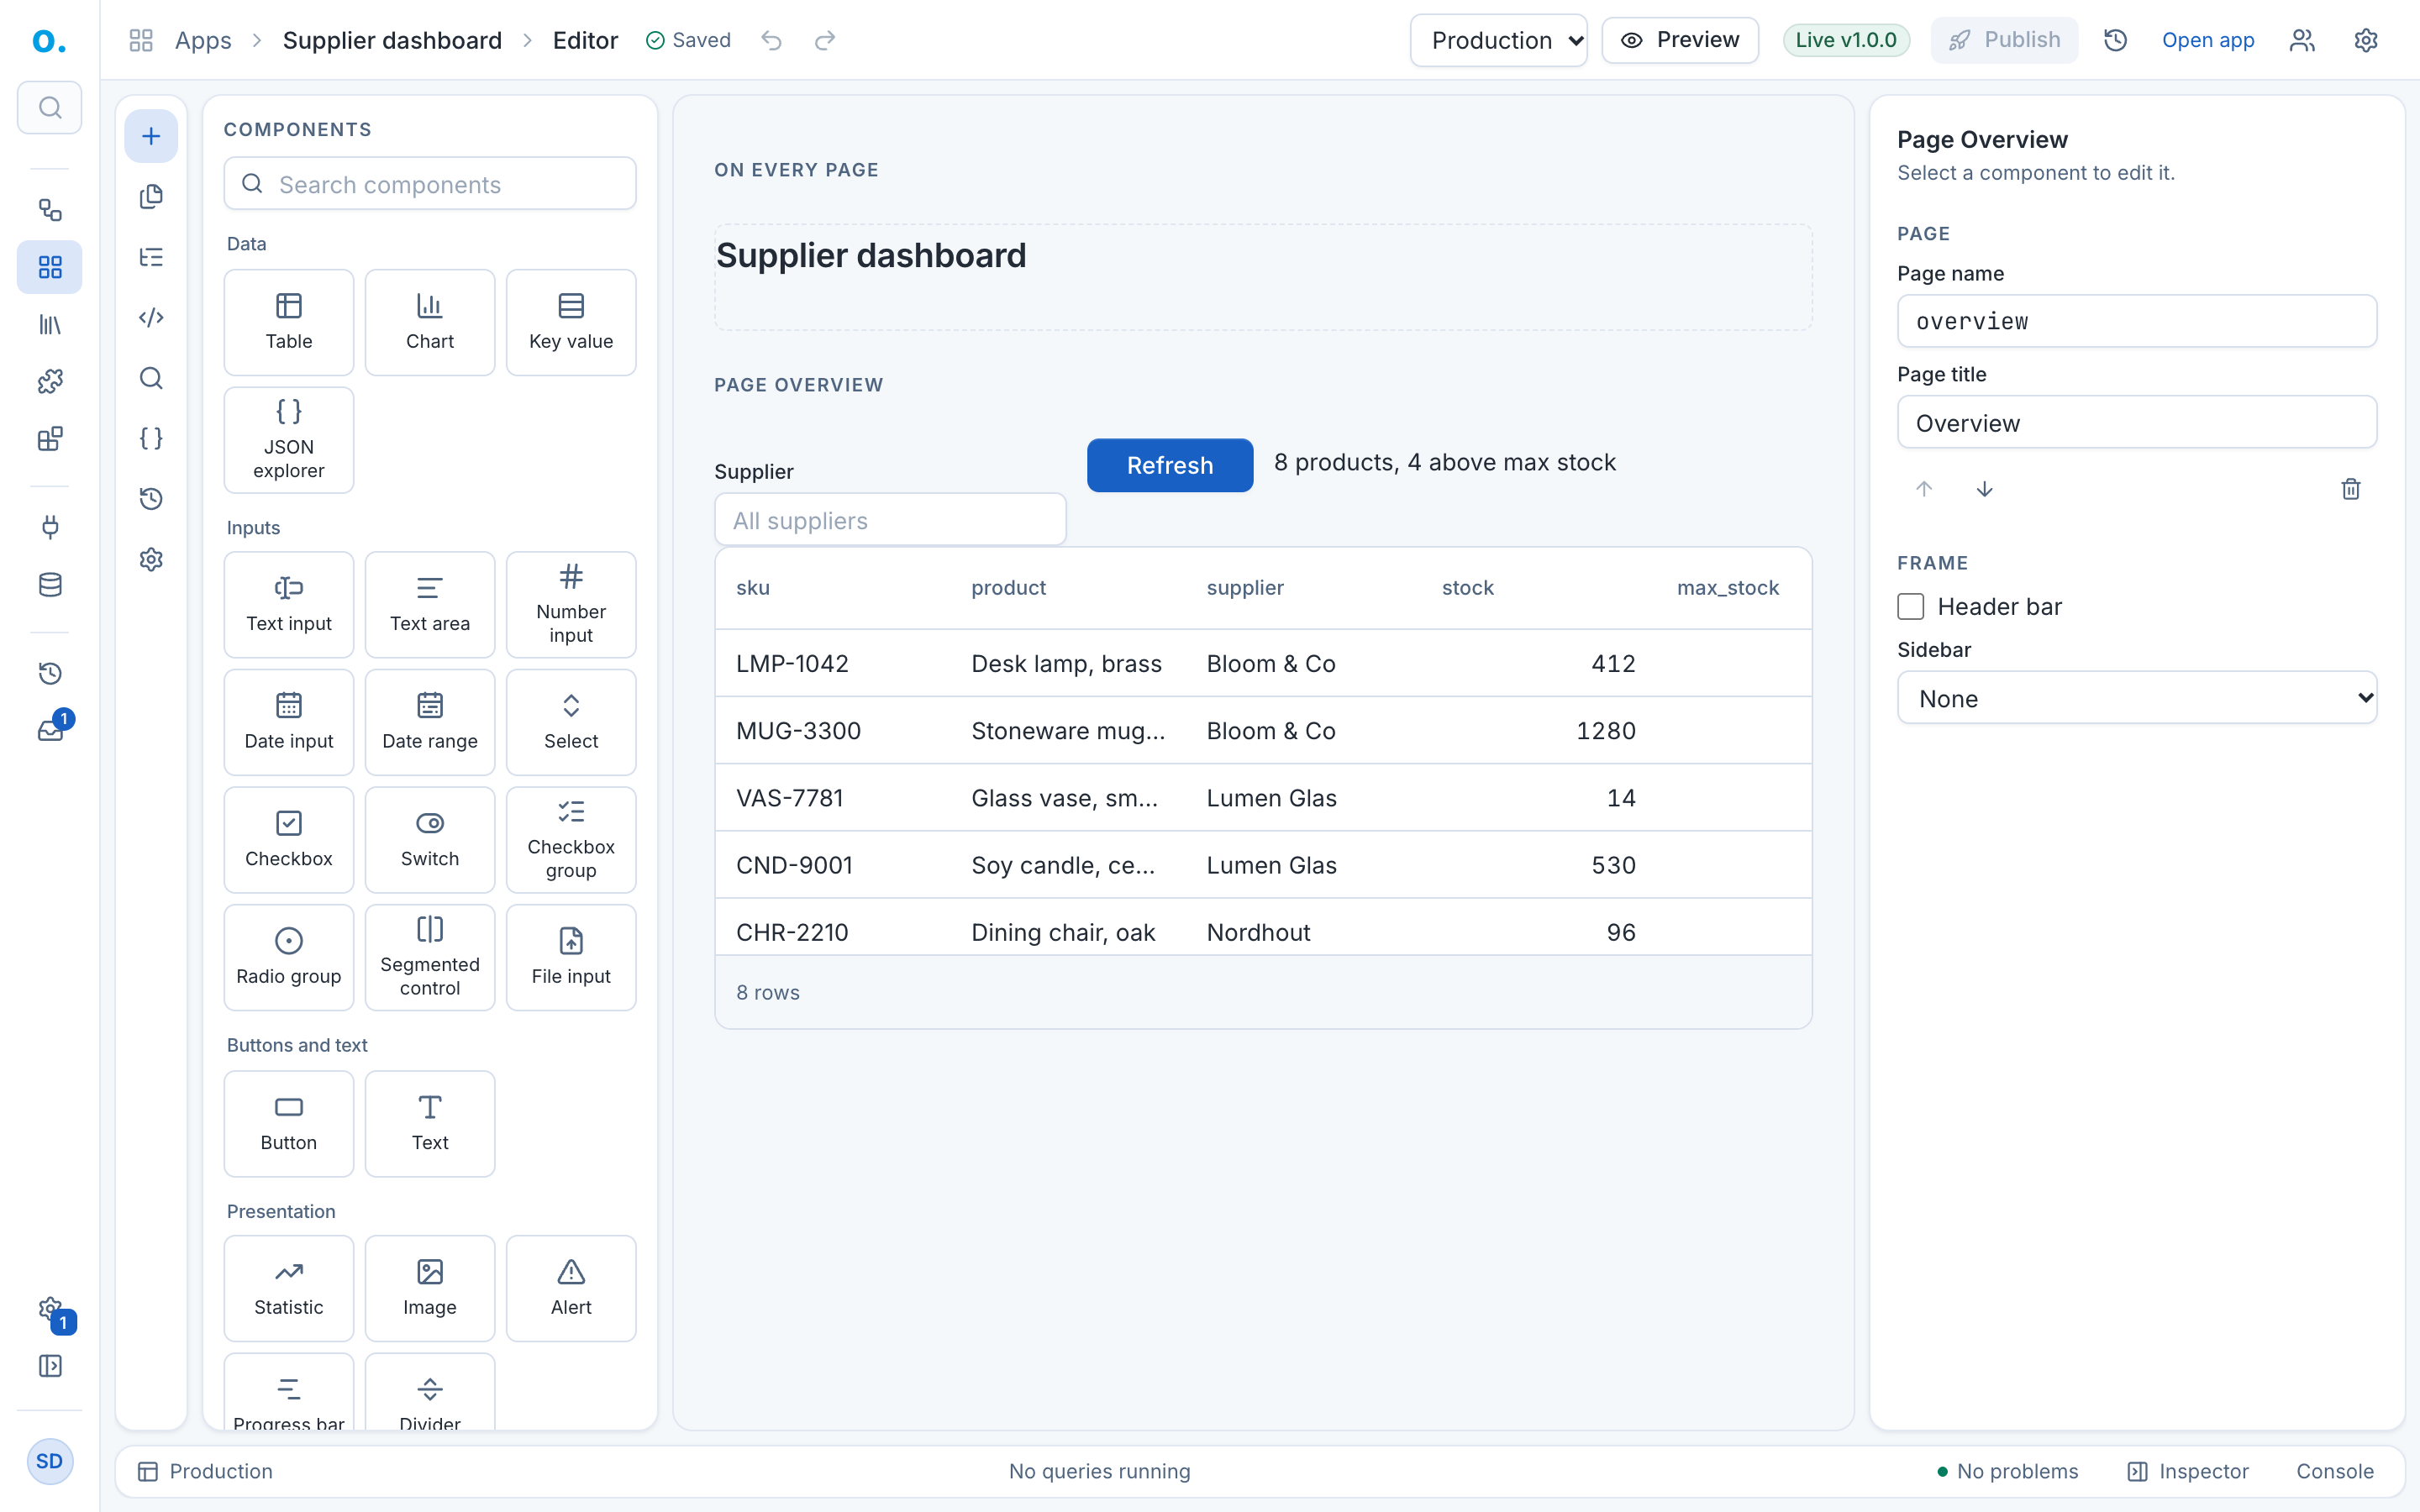 o.
Apps
Supplier dashboard
Editor
Saved
Production
Preview
Live v1.0.0
Publish
Open app
COMPONENTS
Search components
Data
Table
Chart
Key value
JSON
explorer
Inputs
Text input
Text area
Number
input
Date input
Date range
Select
Checkbox
Switch
Checkbox
group
Radio group
Segmented
control
File input
Buttons and text
Button
Text
Presentation
Statistic
Image
Alert
Progress bar
Divider
ON EVERY PAGE
Supplier dashboard
PAGE OVERVIEW
Supplier
All suppliers
Refresh
8 products, 4 above max stock
sku product supplier stock max_stock
LMP-1042 Desk lamp, brass Bloom & Co 412
MUG-3300 Stoneware mug... Bloom & Co 1280
VAS-7781 Glass vase, sm... Lumen Glas 14
CND-9001 Soy candle, ce... Lumen Glas 530
CHR-2210 Dining chair, oak Nordhout 96
8 rows
Page Overview
Select a component to edit it.
PAGE
Page name
overview
Page title
Overview
FRAME
Header bar
Sidebar
None
1
1
SD
Production
No queries running
No problems
Inspector
Console